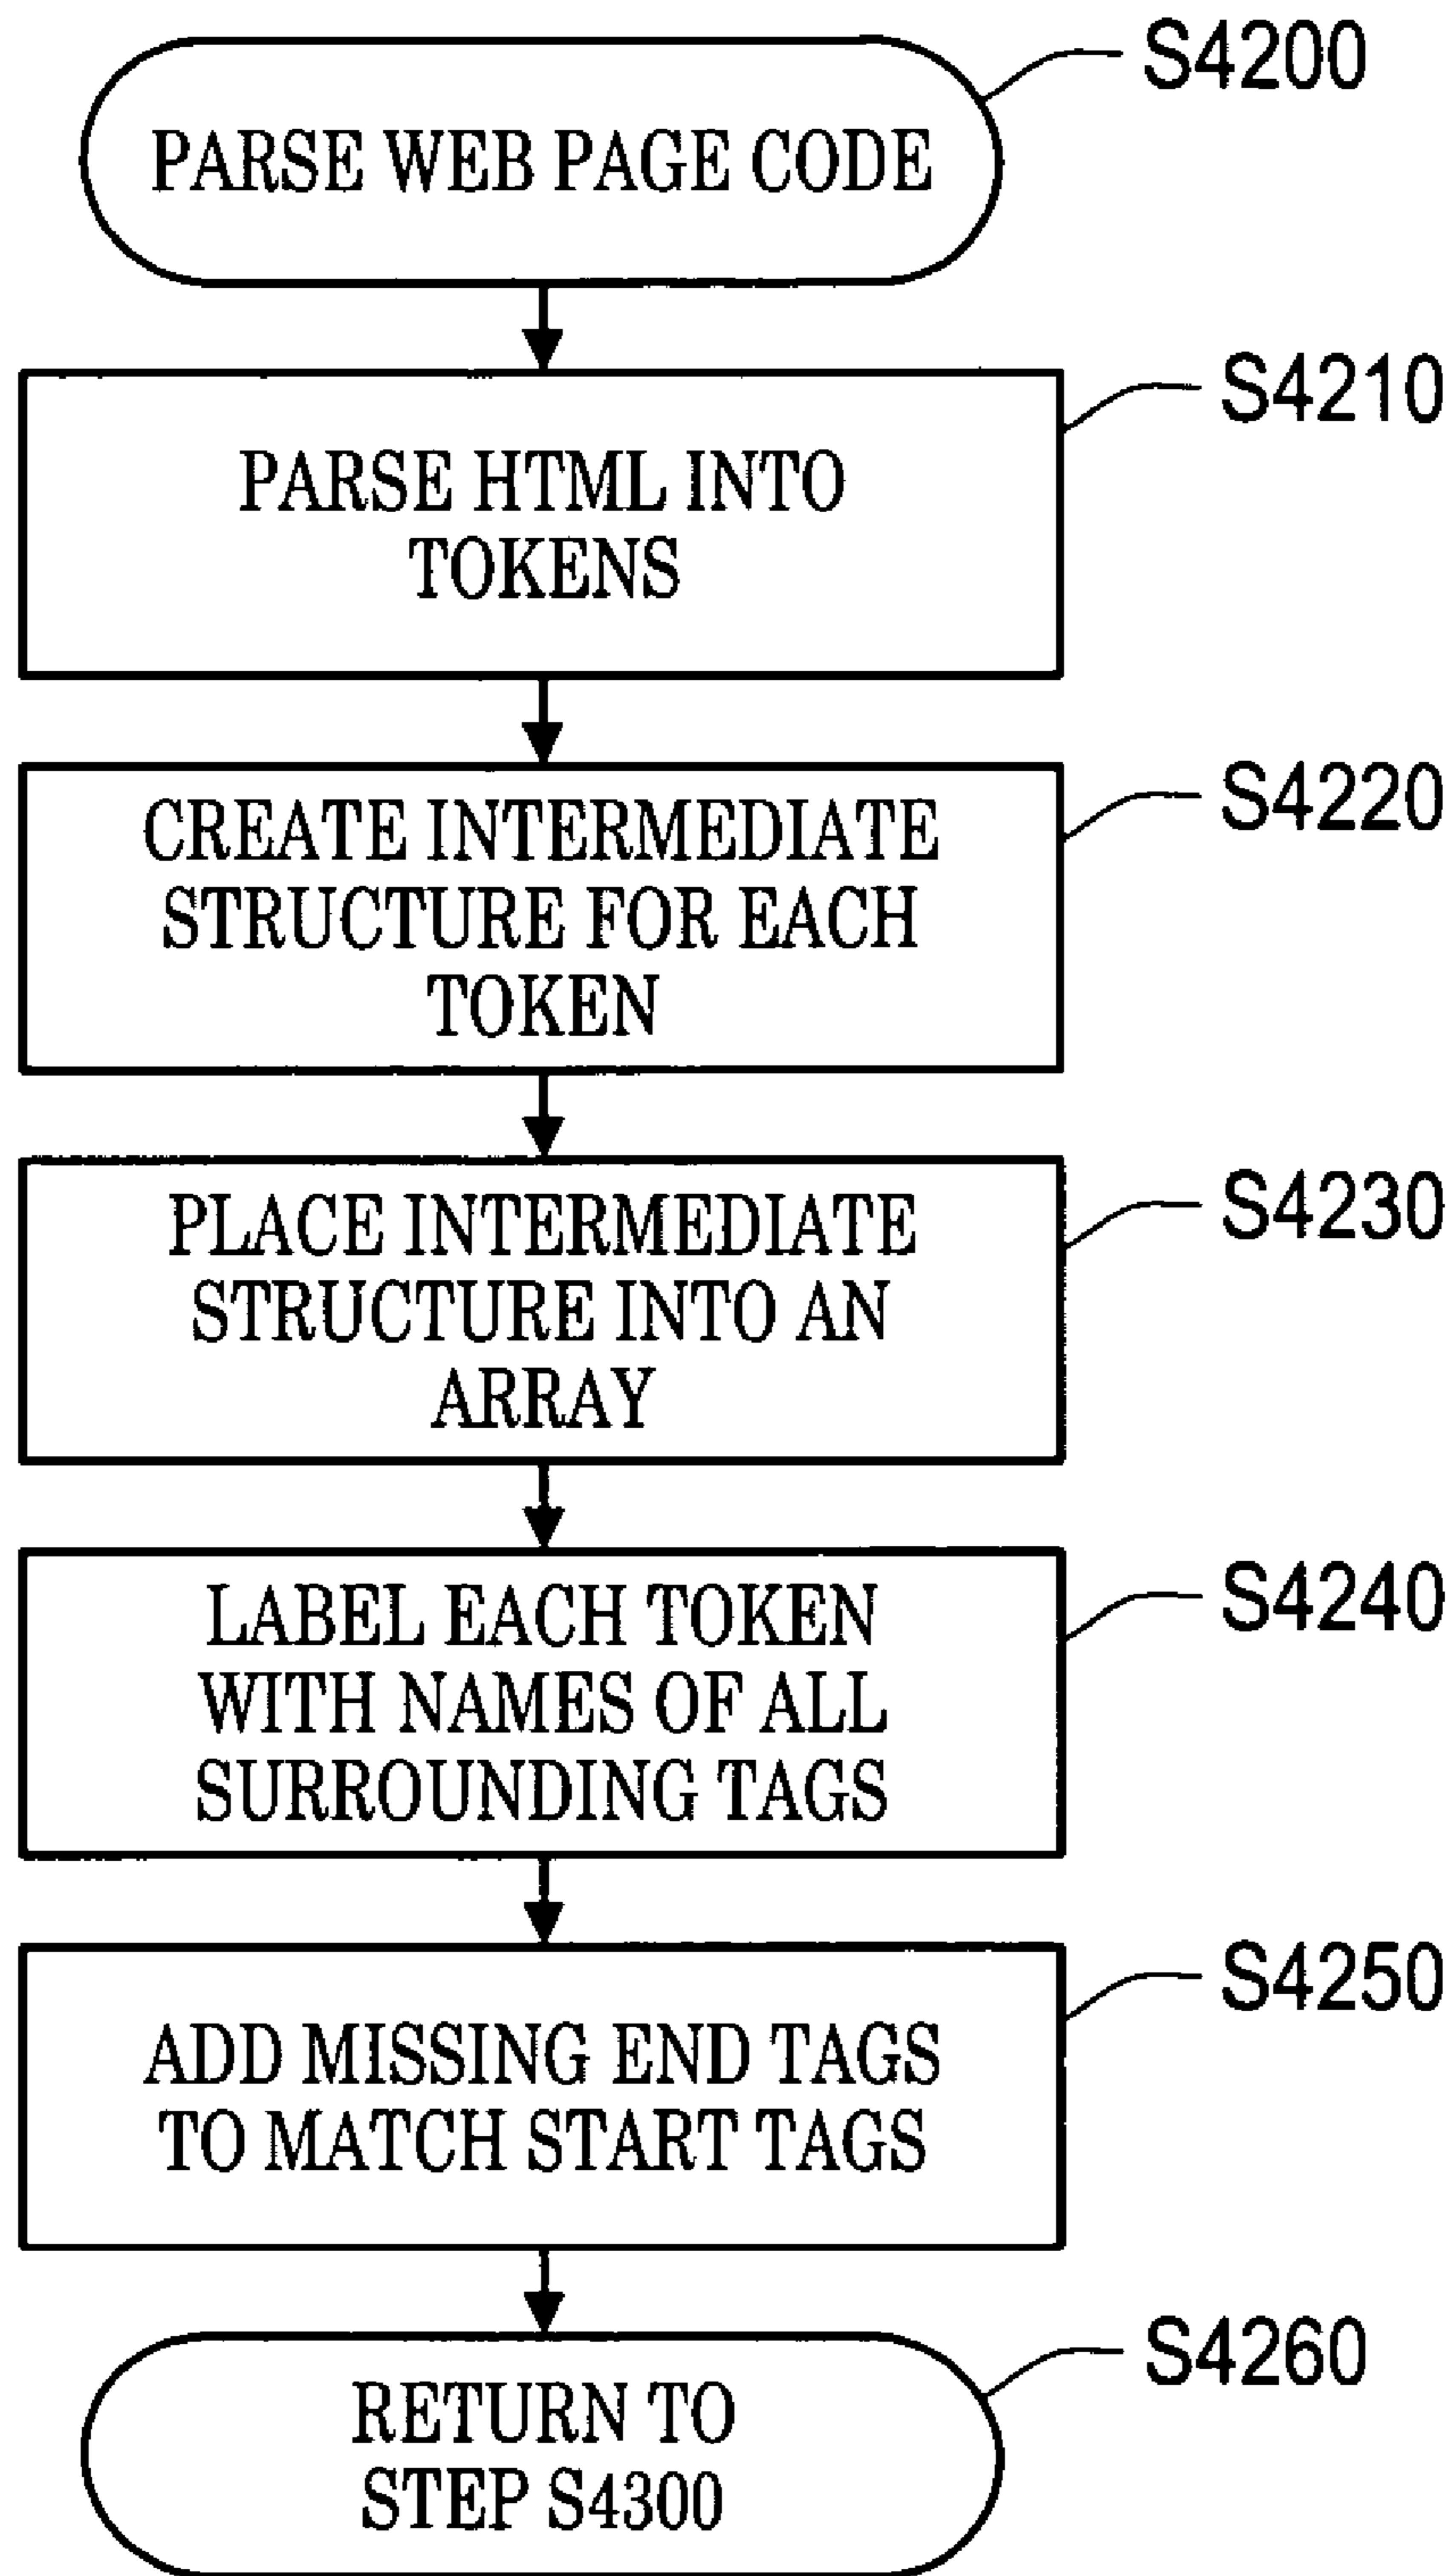 S4200
PARSE WEB PAGE CODE
S4210
PARSE HTML INTO
TOKENS
S4220
CREATE INTERMEDIATE
STRUCTURE FOR EACH
TOKEN
S4230
PLACE INTERMEDIATE
STRUCTURE INTO AN
ARRAY
S4240
LABEL EACH TOKEN
WITH NAMES OF ALL
SURROUNDING TAGS
S4250
ADD MISSING END TAGS
TO MATCH START TAGS
S4260
RETURN TO
STEP S4300